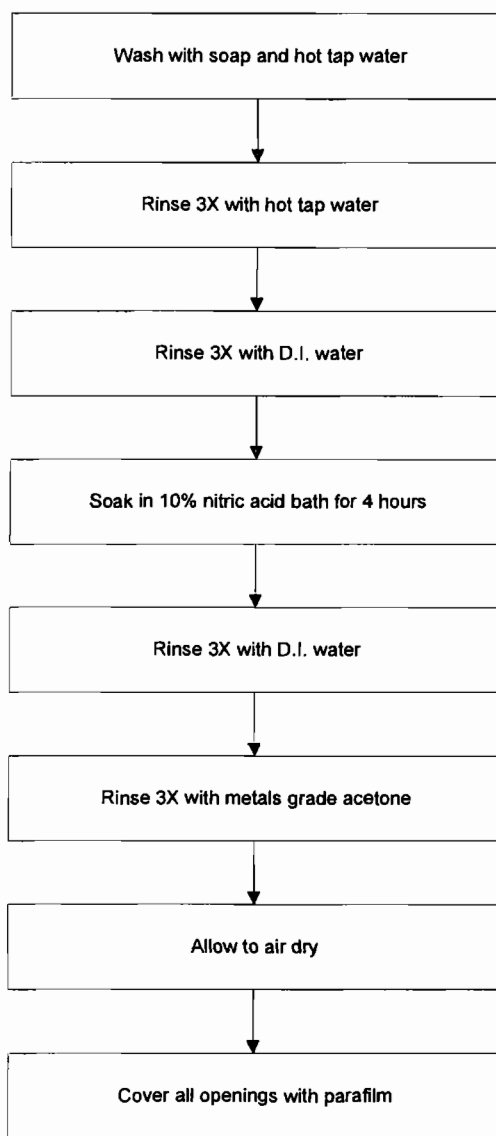 Wash with soap and hot tap water
Rinse 3X with hot tap water
Rinse 3X with D.I. water
Soak in 10% nitric acid bath for 4 hours
Rinse 3X with D.I. water
Rinse 3X with metals grade acetone
Allow to air dry
Cover all openings with parafilm